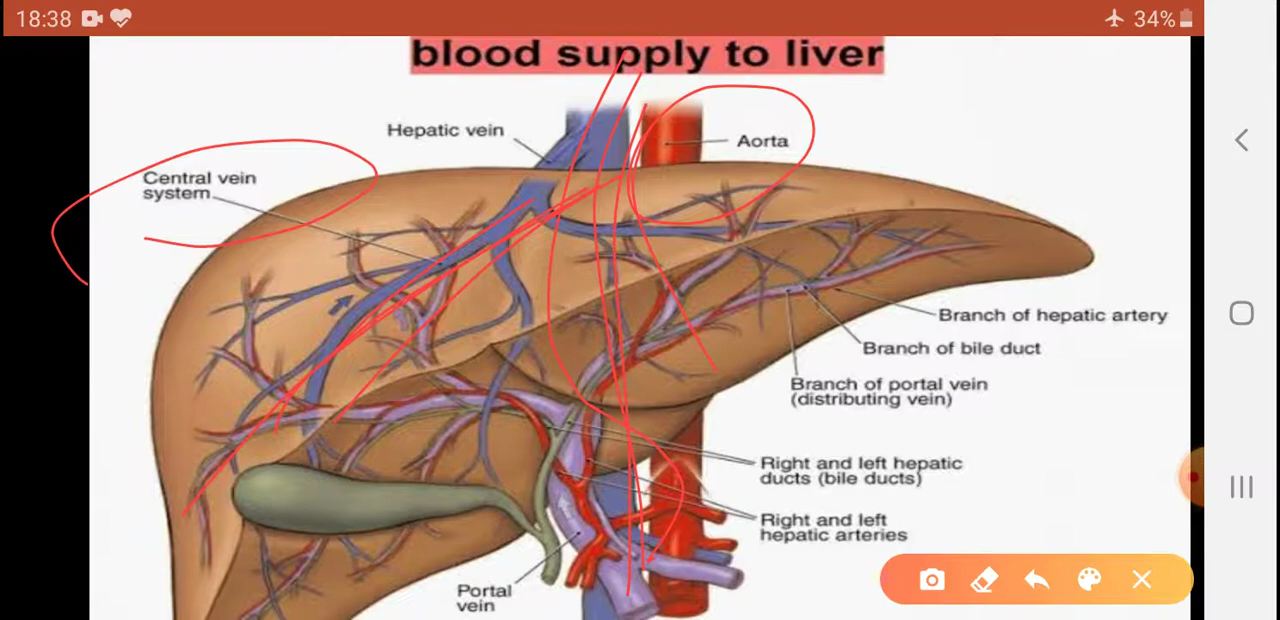 18:38
34%
blood supply to liver
Hepatic vein
Aorta
Central vein
system
Branch of hepatic artery
Branch of bile duct
Branch of portal vein
(distributing vein)
Right and left hepatic
ducts (bile ducts)
Right and left
hepatic arteries
Portal
vein